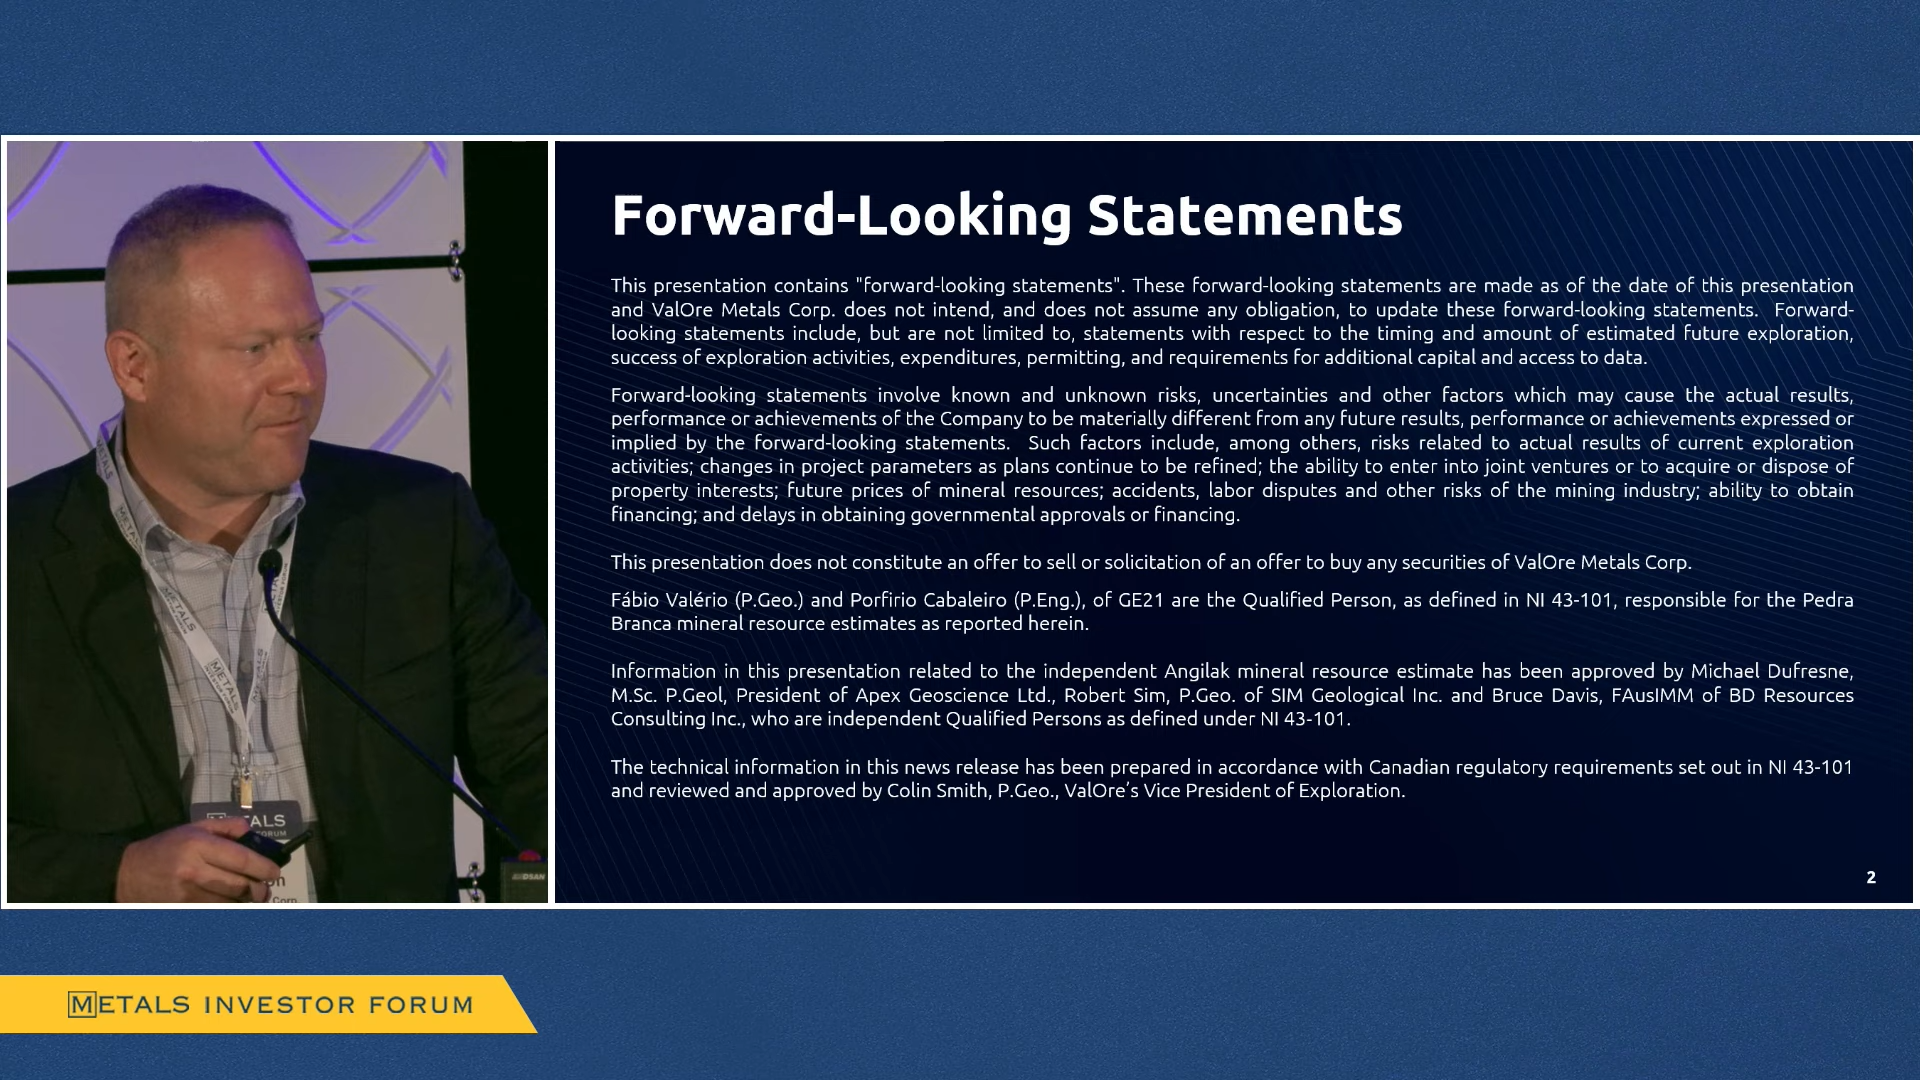 Forward-Looking Statements
This presentation contains "forward-looking statements". These forward-looking statements are made as of the date of this presentation
and ValOre Metals Corp. does not intend, and does not assume any obligation, to update these forward-looking statements. Forward-
looking statements include, but are not limited to, statements with respect to the timing and amount of estimated future exploration,
success of exploration activities, expenditures, permitting, and requirements for additional capital and access to data.
Forward-looking statements involve known and unknown risks, uncertainties and other factors which may cause the actual results,
performance or achievements of the Company to be materially different from any future results, performance or achievements expressed or
implied by the forward-looking statements. Such factors include, among others, risks related to actual results of current exploration
activities; changes in project parameters as plans continue to be refined; the ability to enter into joint ventures or to acquire or dispose of
property interests; future prices of mineral resources; accidents, labor disputes and other risks of the mining industry; ability to obtain
financing; and delays in obtaining governmental approvals or financing.
This presentation does not constitute an offer to sell or solicitation of an offer to buy any securities of ValOre Metals Corp.
Fábio Valério (P.Geo.) and Porfirio Cabaleiro (P.Eng.), of GE21 are the Qualified Person, as defined in NI 43-101, responsible for the Pedra
Branca mineral resource estimates as reported herein.
Information in this presentation related to the independent Angilak mineral resource estimate has been approved by Michael Dufresne,
M.Sc. P.Geol, President of Apex Geoscience Ltd., Robert Sim, P.Geo. of SIM Geological Inc. and Bruce Davis, FAusIMM of BD Resources
Consulting Inc., who are independent Qualified Persons as defined under NI 43-101.
The technical information in this news release has been prepared in accordance with Canadian regulatory requirements set out in NI 43-101
and reviewed and approved by Colin Smith, P.Geo., ValOre's Vice President of Exploration.
2
METALS
METALS
METALS
FORUM
Corp
METALS INVESTOR FORUM